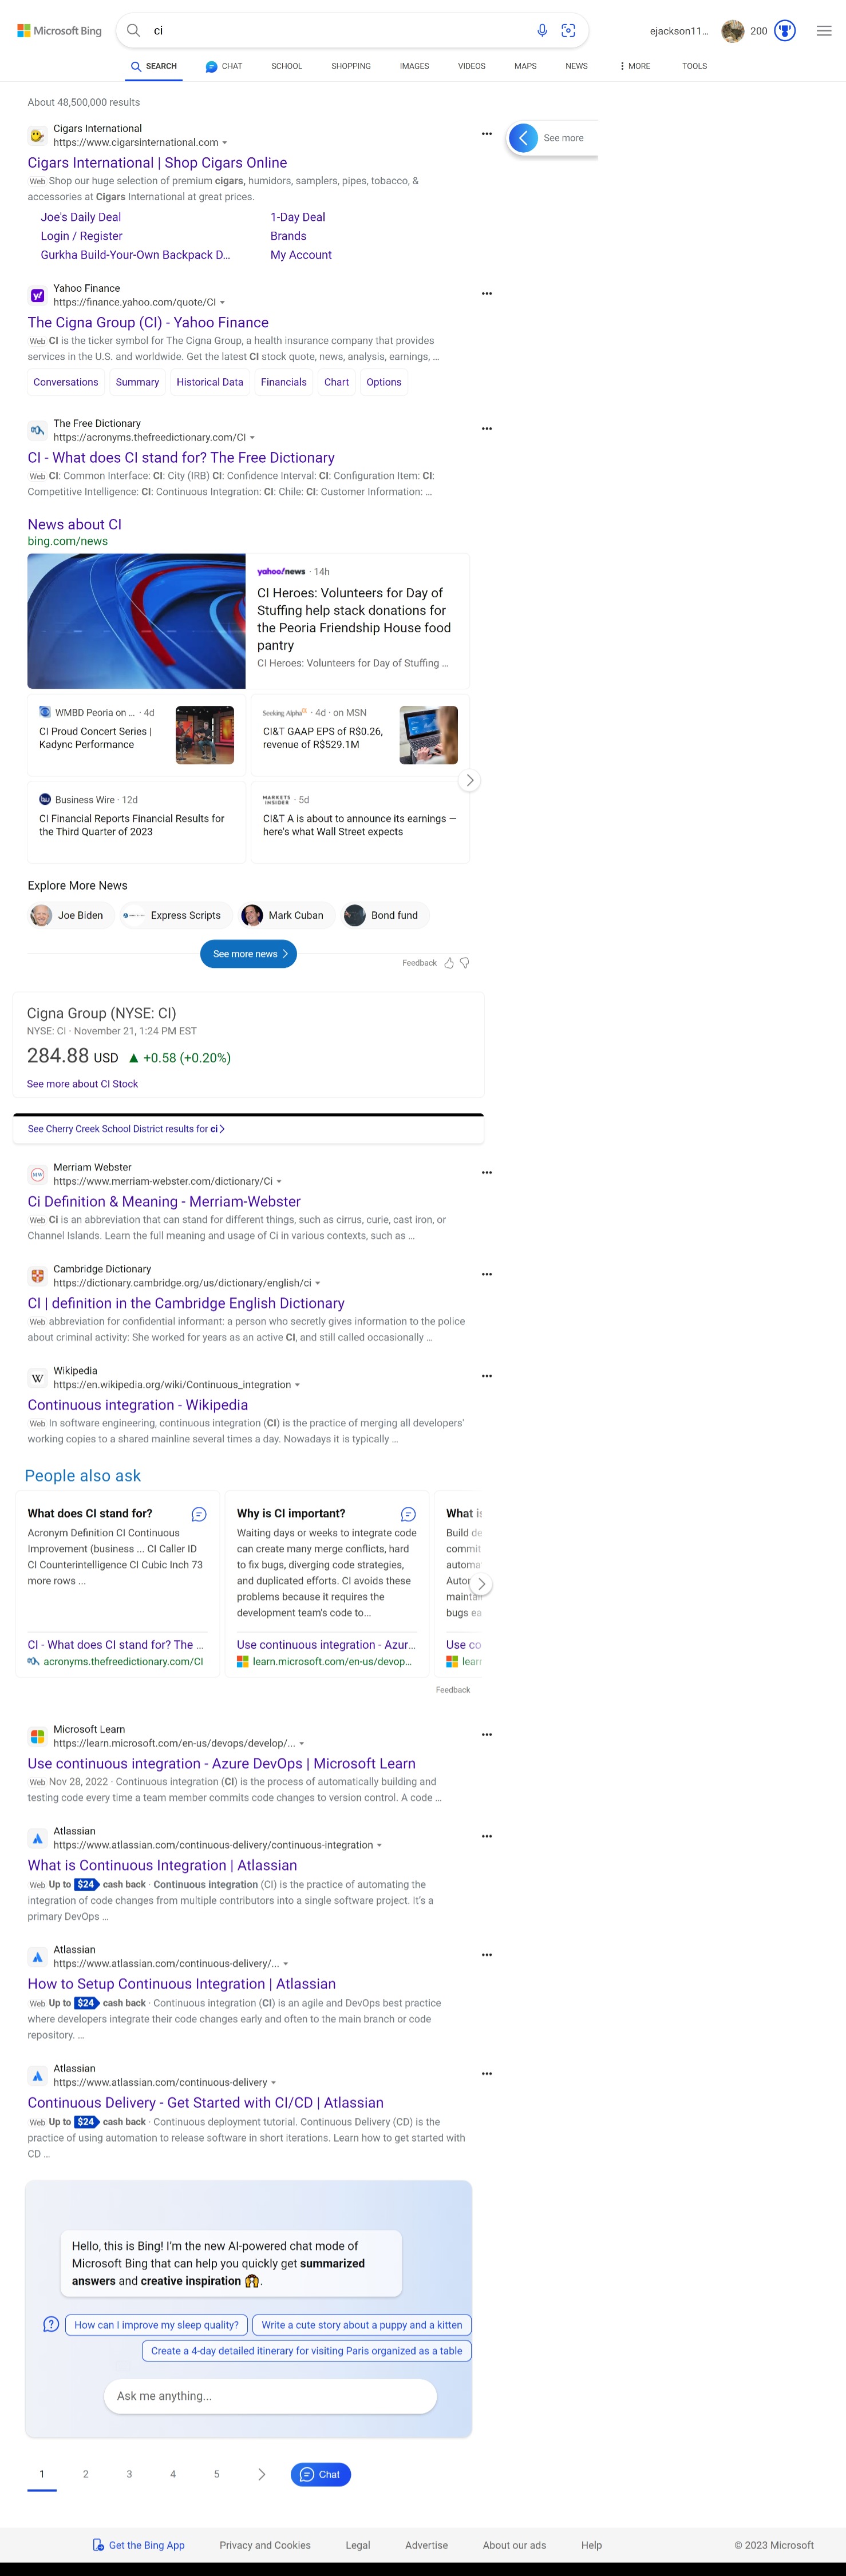 Microsoft Bing
ci
ejackson11...
200
SEARCH
CHAT
SCHOOL
SHOPPING
IMAGES
VIDEOS
MAPS
NEWS
MORE
TOOLS
About 48,500,000 results
See more
Cigars International
https://www.cigarsinternational.com
Cigars International | Shop Cigars Online
Web Shop our huge selection of premium cigars, humidors, samplers, pipes, tobacco, &
accessories at Cigars International at great prices.
Joe's Daily Deal
1-Day Deal
Login / Register
Brands
Gurkha Build-Your-Own Backpack D...
My Account
Yahoo Finance
https://finance.yahoo.com/quote/CI
The Cigna Group (CI) - Yahoo Finance
Web CI is the ticker symbol for The Cigna Group, a health insurance company that provides
services in the U.S. and worldwide. Get the latest CI stock quote, news, analysis, earnings, ...
Conversations
Summary
Historical Data
Financials
Chart
Options
The Free Dictionary
https://acronyms.thefreedictionary.com/CI
CI - What does CI stand for? The Free Dictionary
Web CI: Common Interface: CI: City (IRB) CI: Confidence Interval: CI: Configuration Item: CI:
Competitive Intelligence: CI: Continuous Integration: CI: Chile: CI: Customer Information: ...
News about CI
bing.com/news
yahoo!news · 14h
CI Heroes: Volunteers for Day of
Stuffing help stack donations for
the Peoria Friendship House food
pantry
CI Heroes: Volunteers for Day of Stuffing ...
WMBD Peoria on ... · 4d
CI Proud Concert Series |
Kadync Performance
Seeking Alpha · 4d · on MSN
CI&T GAAP EPS of R$0.26,
revenue of R$529.1M
Business Wire · 12d
CI Financial Reports Financial Results for
the Third Quarter of 2023
MARKETS
INSIDER · 5d
CI&T A is about to announce its earnings —
here's what Wall Street expects
Explore More News
Joe Biden
Express Scripts
Mark Cuban
Bond fund
See more news
Feedback
Cigna Group (NYSE: CI)
NYSE: CI · November 21, 1:24 PM EST
284.88 USD ▲ +0.58 (+0.20%)
See more about CI Stock
See Cherry Creek School District results for ci
Merriam Webster
https://www.merriam-webster.com/dictionary/Ci
Ci Definition & Meaning - Merriam-Webster
Web Ci is an abbreviation that can stand for different things, such as cirrus, curie, cast iron, or
Channel Islands. Learn the full meaning and usage of Ci in various contexts, such as ...
Cambridge Dictionary
https://dictionary.cambridge.org/us/dictionary/english/ci
CI | definition in the Cambridge English Dictionary
Web abbreviation for confidential informant: a person who secretly gives information to the police
about criminal activity: She worked for years as an active CI, and still called occasionally ...
W
Wikipedia
https://en.wikipedia.org/wiki/Continuous_integration
Continuous integration - Wikipedia
Web In software engineering, continuous integration (CI) is the practice of merging all developers'
working copies to a shared mainline several times a day. Nowadays it is typically ...
People also ask
What does CI stand for?
Acronym Definition CI Continuous
Improvement (business ... CI Caller ID
CI Counterintelligence CI Cubic Inch 73
more rows ...
CI - What does CI stand for? The ...
acronyms.thefreedictionary.com/CI
Why is CI important?
Waiting days or weeks to integrate code
can create many merge conflicts, hard
to fix bugs, diverging code strategies,
and duplicated efforts. CI avoids these
problems because it requires the
development team's code to...
Use continuous integration - Azur...
learn.microsoft.com/en-us/devop...
What is
Build de
commit
automa
Autor
maintai
bugs ea
Use co
learn
Feedback
Microsoft Learn
https://learn.microsoft.com/en-us/devops/develop/...
Use continuous integration - Azure DevOps | Microsoft Learn
Web Nov 28, 2022 · Continuous integration (CI) is the process of automatically building and
testing code every time a team member commits code changes to version control. A code ...
Atlassian
https://www.atlassian.com/continuous-delivery/continuous-integration
What is Continuous Integration | Atlassian
Web Up to $24 cash back · Continuous integration (CI) is the practice of automating the
integration of code changes from multiple contributors into a single software project. It's a
primary DevOps ...
Atlassian
https://www.atlassian.com/continuous-delivery/...
How to Setup Continuous Integration | Atlassian
Web Up to $24 cash back · Continuous integration (CI) is an agile and DevOps best practice
where developers integrate their code changes early and often to the main branch or code
repository. ...
Atlassian
https://www.atlassian.com/continuous-delivery
Continuous Delivery - Get Started with CI/CD | Atlassian
Web Up to $24 cash back · Continuous deployment tutorial. Continuous Delivery (CD) is the
practice of using automation to release software in short iterations. Learn how to get started with
CD ...
Hello, this is Bing! I'm the new AI-powered chat mode of
Microsoft Bing that can help you quickly get summarized
answers and creative inspiration 🙌.
How can I improve my sleep quality?
Write a cute story about a puppy and a kitten
Create a 4-day detailed itinerary for visiting Paris organized as a table
Ask me anything...
1
2
3
4
5
Chat
Get the Bing App
Privacy and Cookies
Legal
Advertise
About our ads
Help
© 2023 Microsoft